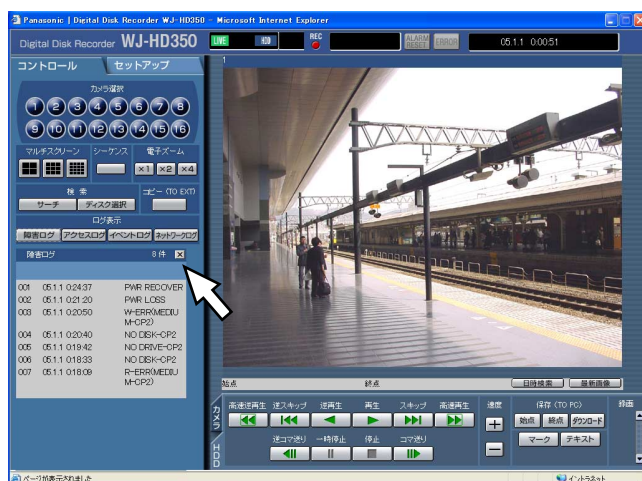 Panasonic | Digital Disk Recorder WJ-HD350 - Microsoft Internet Explorer
Digital Disk Recorder WJ-HD350
LIVE HDD REC ALARM RESET ERROR 05.1.1 0:00:51
コントロール セットアップ
1
カメラ選択
1 2 3 4 5 6 7 8
9 10 11 12 13 14 15 16
マルチスクリーン シーケンス 電子ズーム
×1 ×2 ×4
検 索 コピー (TO EXT)
サーチ ディスク選択
ログ表示
障害ログ アクセスログ イベントログ ネットワークログ
障害ログ 8件
001 05.1.1 0:24:37 PWR RECOVER
002 05.1.1 0:21:20 PWR LOSS
003 05.1.1 0:20:50 W-ERR(MEDIU
M-CP2)
004 05.1.1 0:20:40 NO DISK-CP2
005 05.1.1 0:19:42 NO DRIVE-CP2
006 05.1.1 0:18:33 NO DISK-CP2
007 05.1.1 0:18:09 R-ERR(MEDIU
M-CP2)
始点 終点 日時検索 最新画像
カメラ
HDD
高速逆再生 逆スキップ 逆再生 再生 スキップ 高速再生 速度 保存 (TO PC) 録画
始点 終点 ダウンロード
逆コマ送り 一時停止 停止 コマ送り
マーク テキスト
ページが表示されました
イントラネット